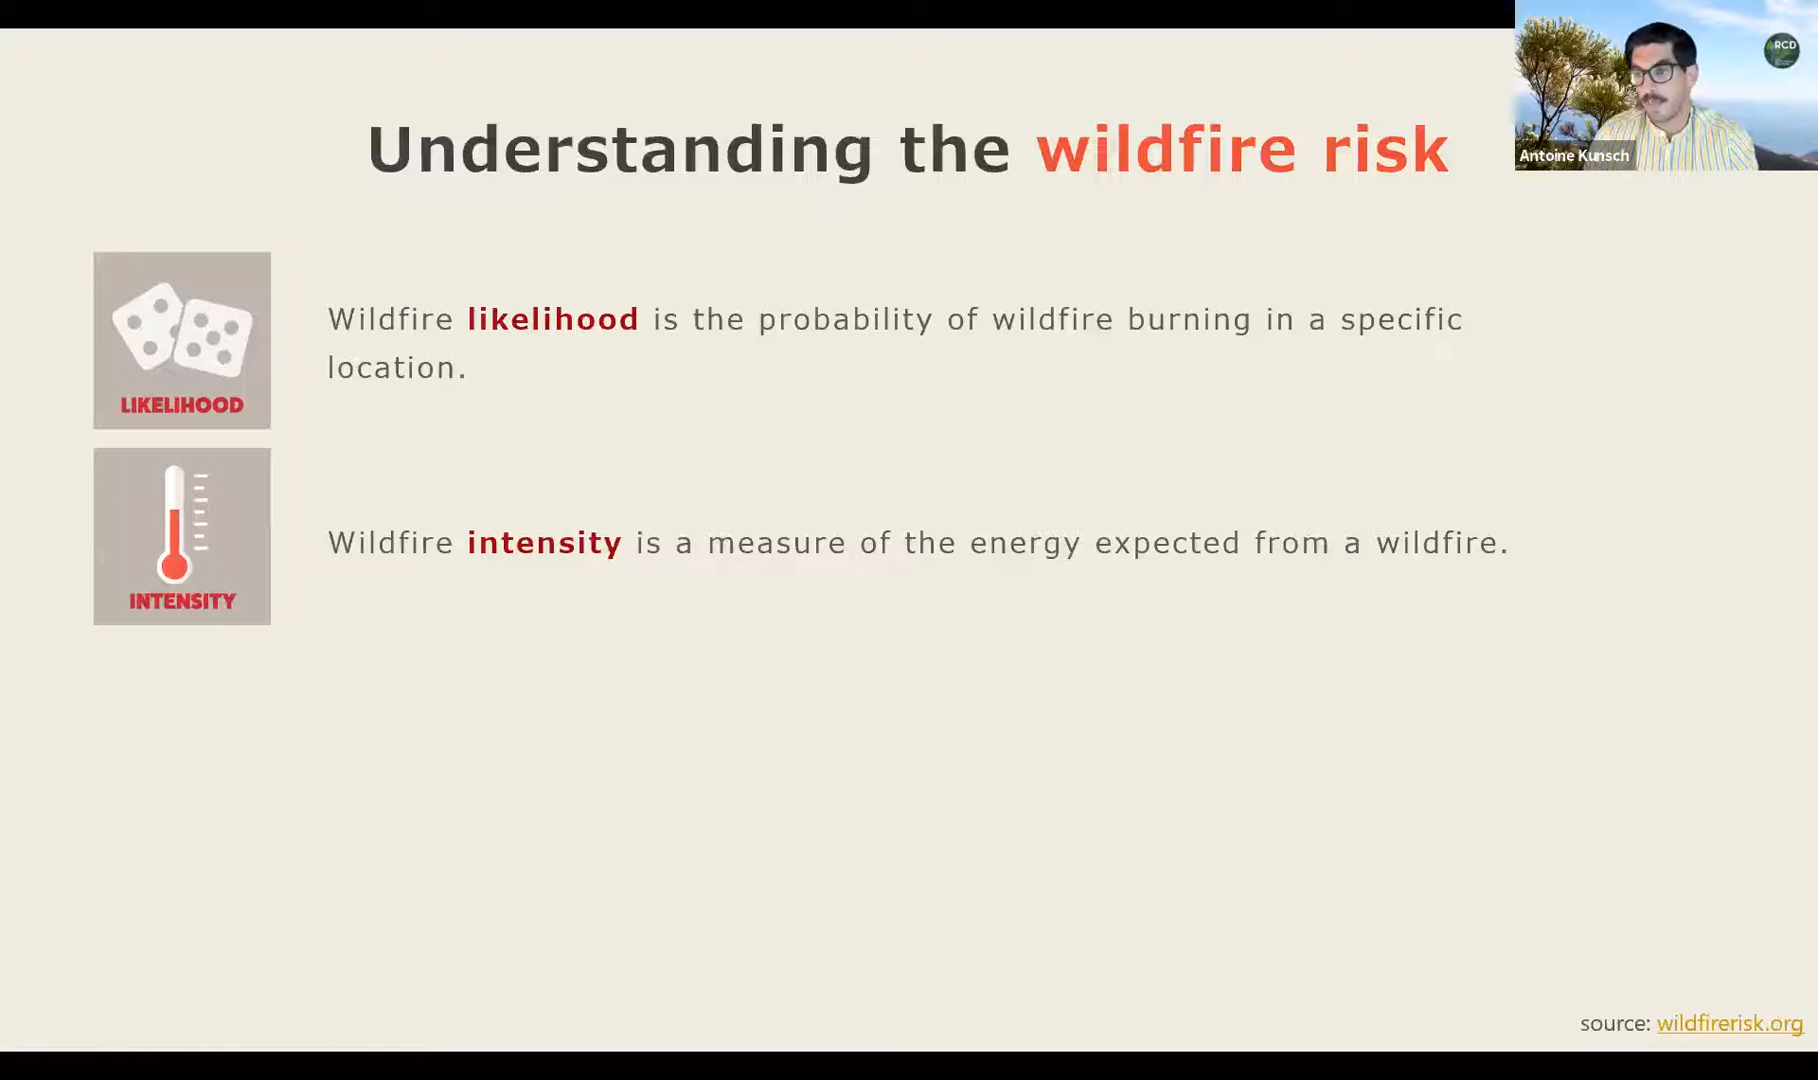 RCD
Antoine Kunsch
Understanding the wildfire risk
LIKELIHOOD
Wildfire likelihood is the probability of wildfire burning in a specific
location.
INTENSITY
Wildfire intensity is a measure of the energy expected from a wildfire.
source: wildfirerisk.org